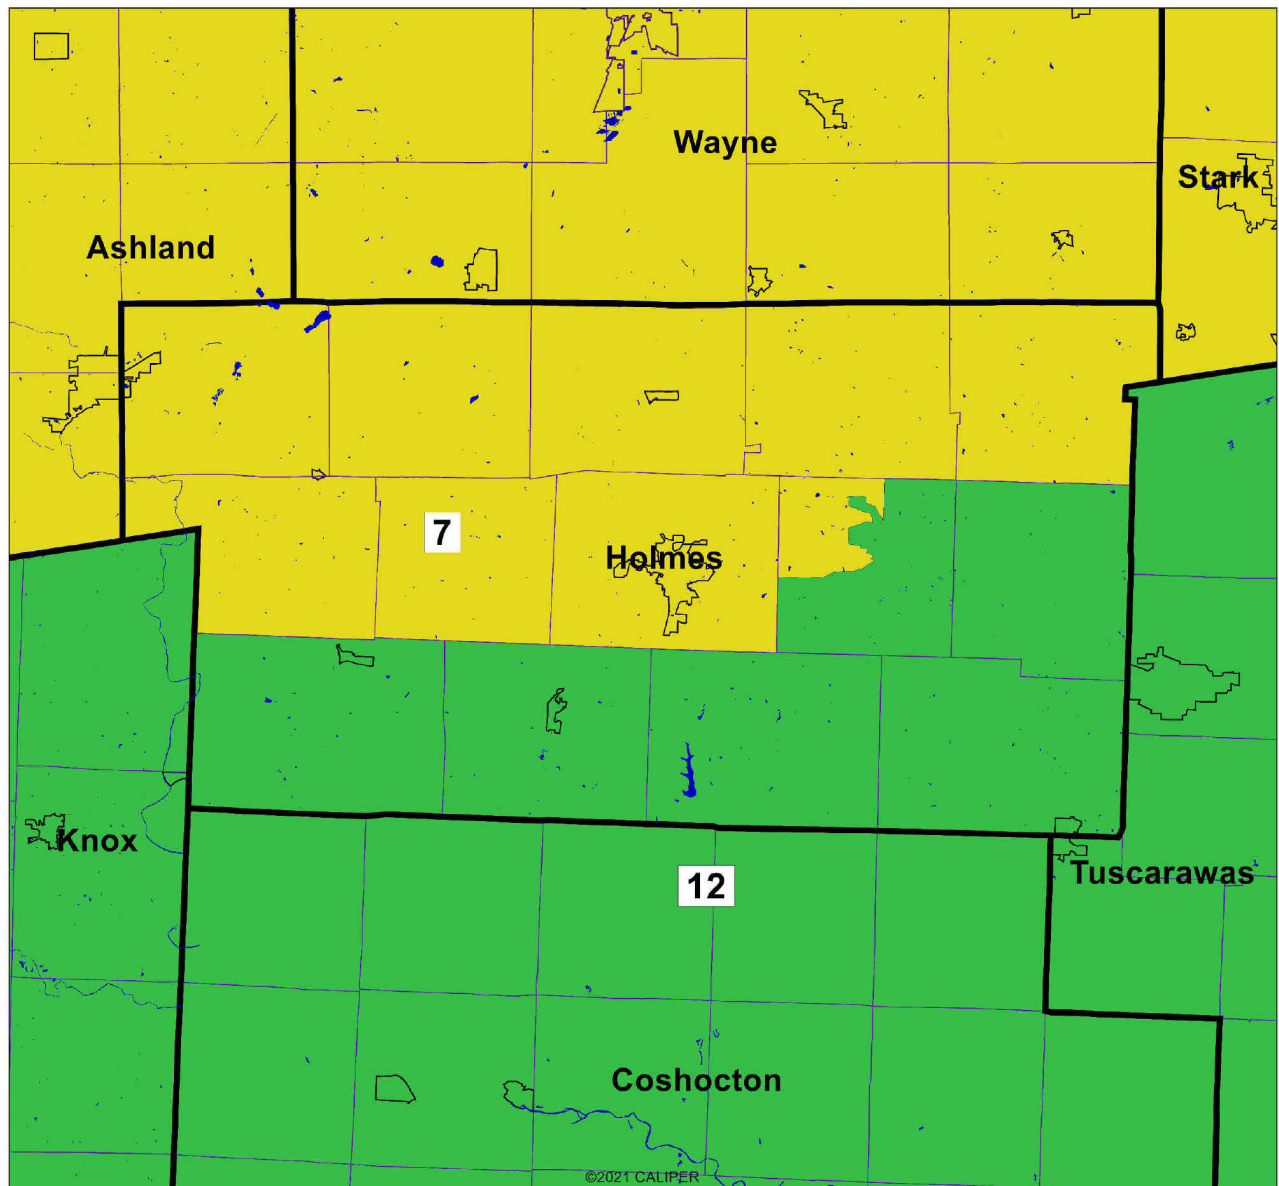 Wayne
Stark
Ashland
7
Holmes
Knox
12
Tuscarawas
Coshocton
©2021 CALIPER